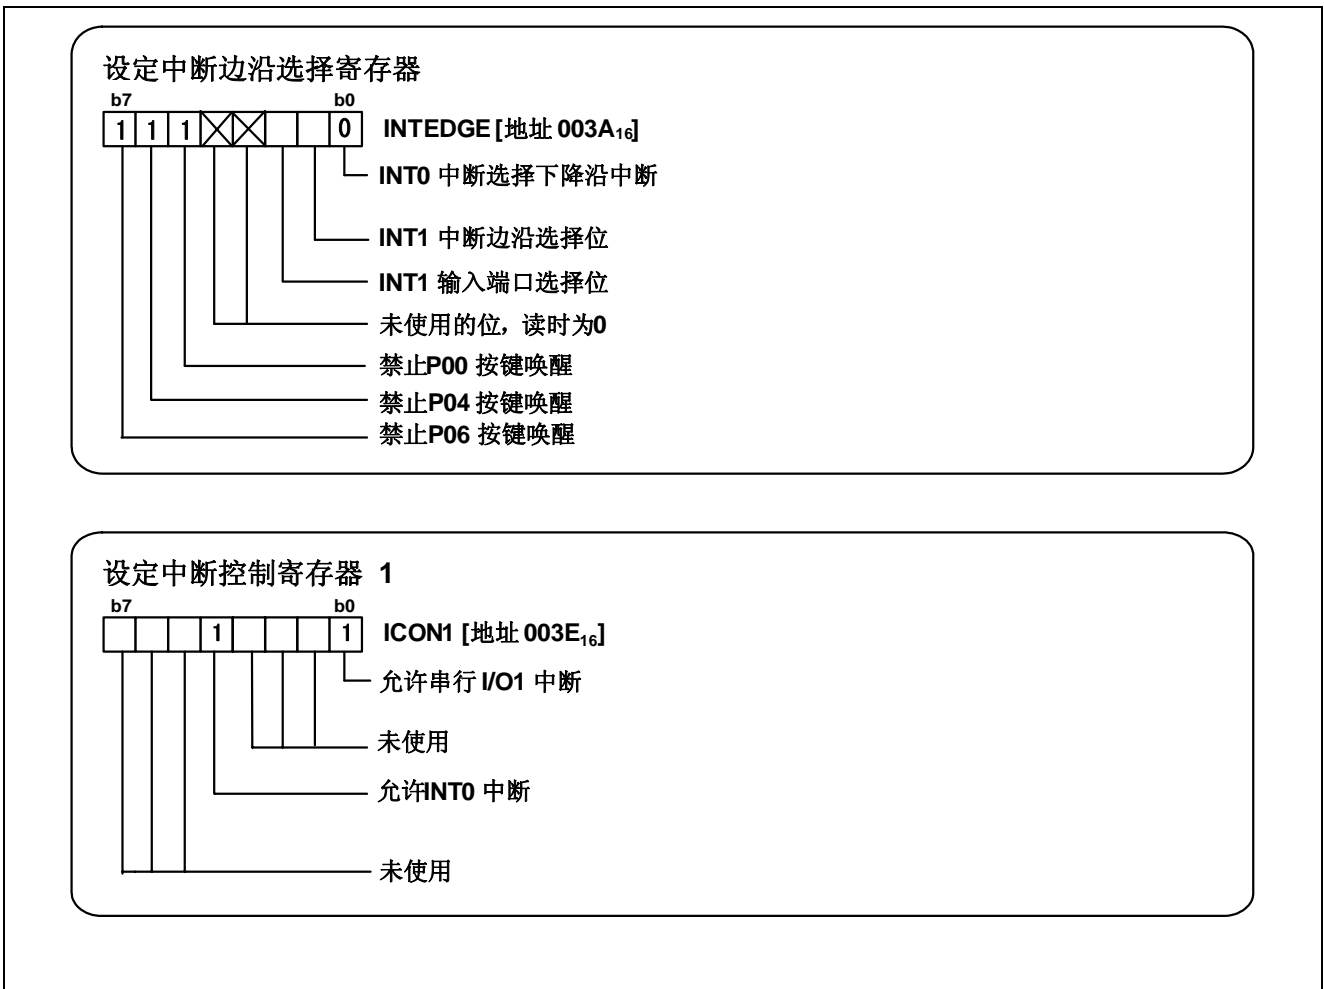 设定中断边沿选择寄存器
b7 b0
1 1 1 0 INTEDGE [地址 003A16]
INT0 中断选择下降沿中断
INT1 中断边沿选择位
INT1 输入端口选择位
未使用的位，读时为0
禁止P00 按键唤醒
禁止P04 按键唤醒
禁止P06 按键唤醒
设定中断控制寄存器 1
b7 b0
1 1 ICON1 [地址 003E16]
允许串行 I/O1 中断
未使用
允许INT0 中断
未使用